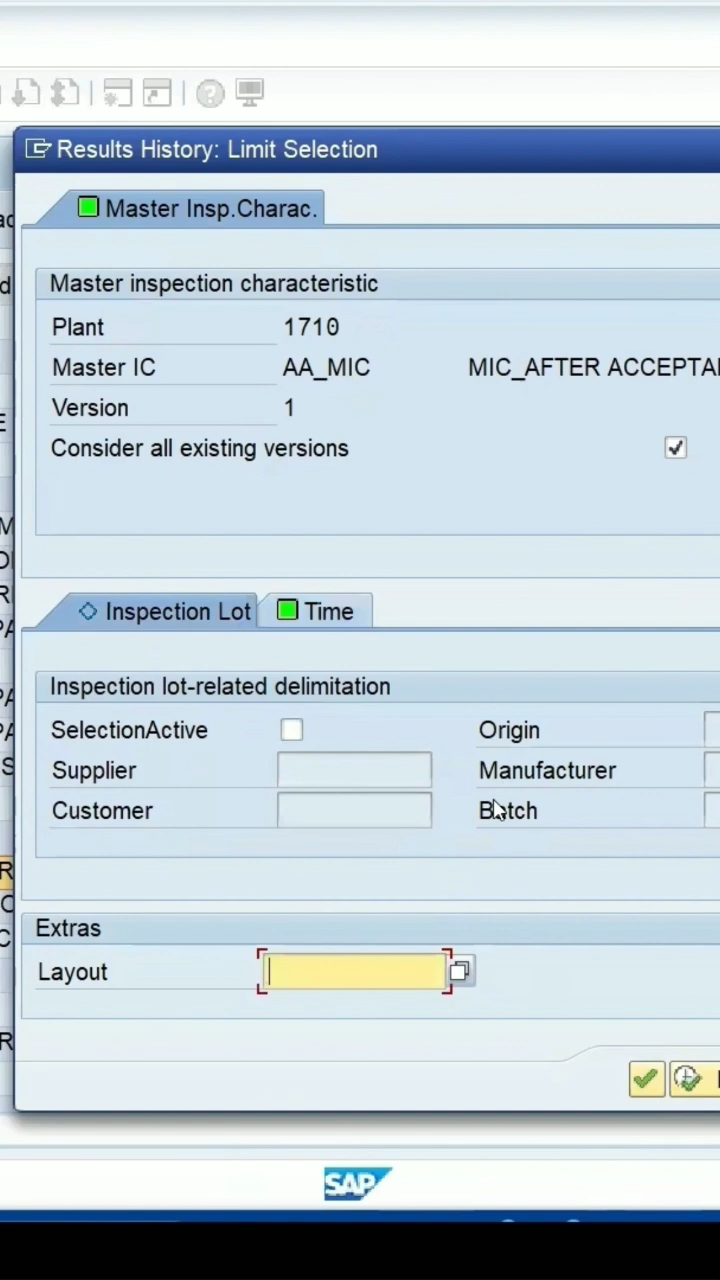 Results History: Limit Selection
Master Insp.Charac.
Master inspection characteristic
Plant 1710
Master IC AA_MIC MIC_AFTER
Version 1
Consider all existing versions
Inspection Lot Time
Inspection lot-related delimitation
SelectionActive Origin
Supplier Manufacturer
Customer Batch
Extras
Layout
SAP